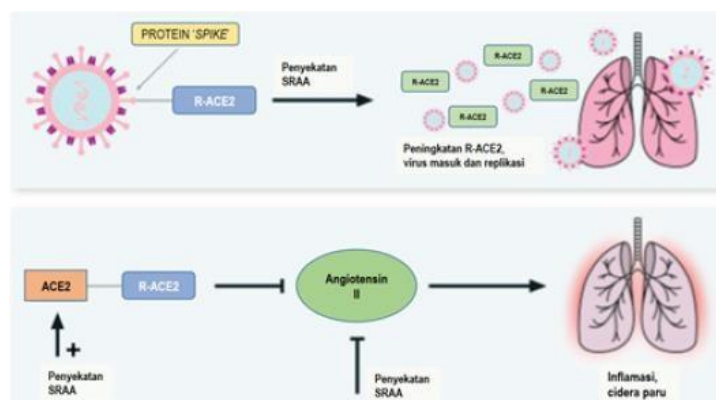 PROTEIN 'SPIKE'
R-ACE2
Penyekatan
SRAA
R-ACE2
R-ACE2
R-ACE2
R-ACE2
Peningkatan R-ACE2,
virus masuk dan replikasi
ACE2
R-ACE2
Angiotensin
II
Penyekatan
SRAA
Penyekatan
SRAA
Inflamasi,
cidera paru
+